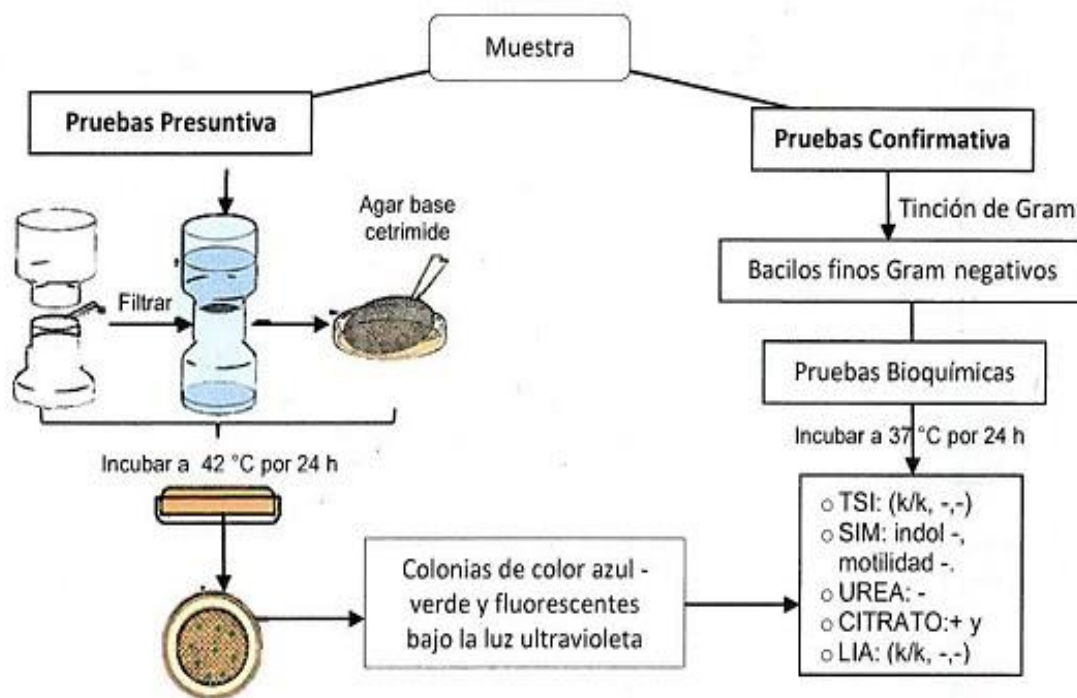 Muestra
Pruebas Presuntiva
Pruebas Confirmativa
Agar base
cetrimide
Filtrar
Tinción de Gram
Bacilos finos Gram negativos
Pruebas Bioquímicas
Incubar a 42 °C por 24 h
Incubar a 37 °C por 24 h
Colonias de color azul -
verde y fluorescentes
bajo la luz ultravioleta
○ TSI: (k/k, -,-)
○ SIM: indol -,
motilidad -.
○ UREA: -
○ CITRATO:+ y
○ LIA: (k/k, -,-)